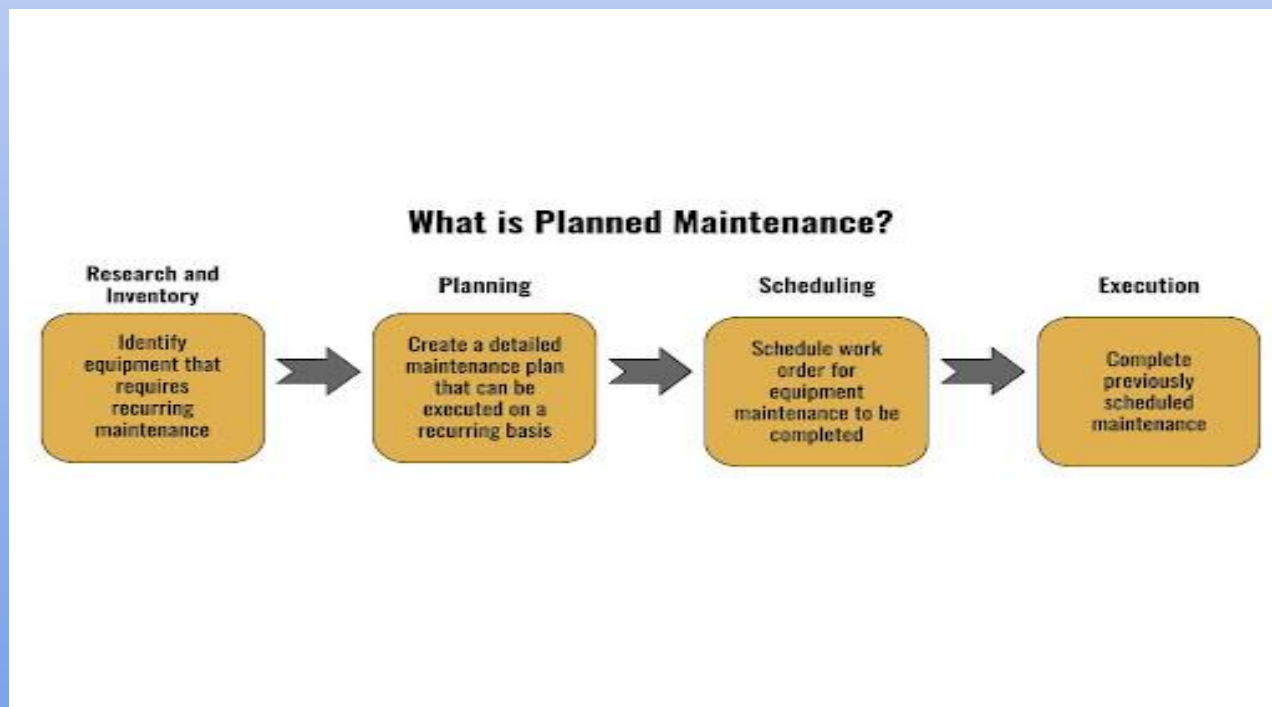 What is Planned Maintenance?
Research and
Inventory
Identify
equipment that
requires
recurring
maintenance
Planning
Create a detailed
maintenance plan
that can be
executed on a
recurring basis
Scheduling
Schedule work
order for
equipment
maintenance to be
completed
Execution
Complete
previously
scheduled
maintenance